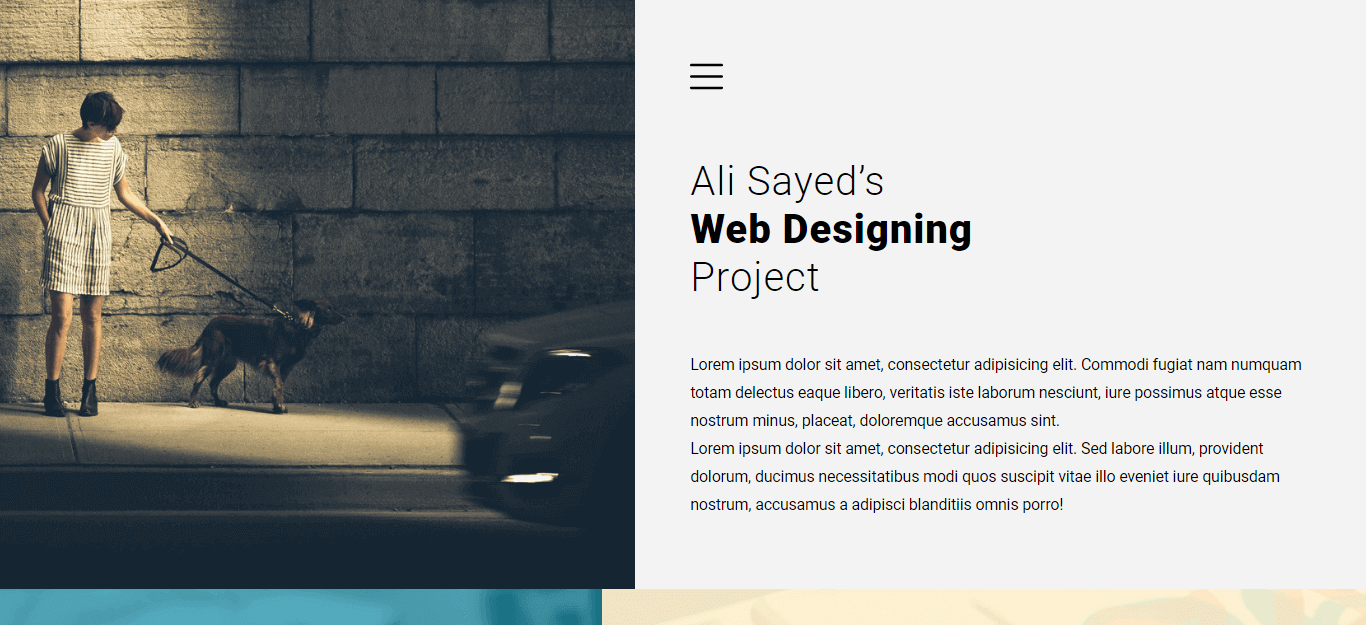 Ali Sayed’s
Web Designing
Project
Lorem ipsum dolor sit amet, consectetur adipisicing elit. Commodi fugiat nam numquam
totam delectus eaque libero, veritatis iste laborum nesciunt, iure possimus atque esse
nostrum minus, placeat, doloremque accusamus sint.
Lorem ipsum dolor sit amet, consectetur adipisicing elit. Sed labore illum, provident
dolorum, ducimus necessitatibus modi quos suscipit vitae illo eveniet iure quibusdam
nostrum, accusamus a adipisci blanditiis omnis porro!